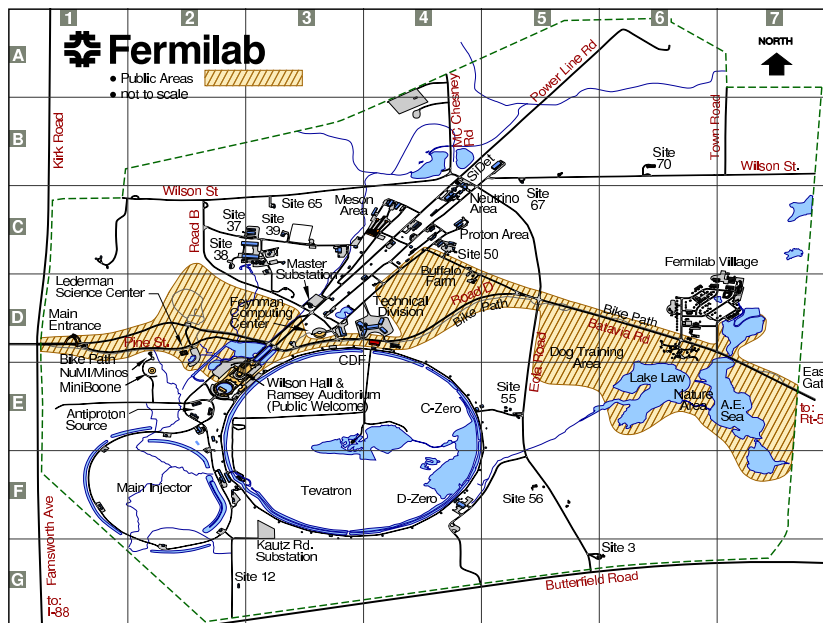 1
2
3
4
5
6
7
A
B
C
D
E
F
G
Fermilab
• Public Areas
• not to scale
NORTH
Kirk Road
MC Chesney
Rd
Power Line Rd
Town Road
Wilson St.
Site
70
SiDet
Wilson St
Site 65
Meson
Area
Neutrino
Area
Site
67
Road B
Site
37
Site
39
Site
38
Proton Area
Site 50
Master
Substation
Buffalo
Farm
Fermilab Village
Lederman
Science Center
Feynman
Computing
Center
Technical
Division
Road D
Bike Path
Main
Entrance
Pine St.
Bike Path
Batavia Rd
Eola Road
Dog Training
Area
Bike Path
NuMI/Minos
MiniBoone
CDF
Wilson Hall &
Ramsey Auditorium
(Public Welcome)
Site
55
Lake Law
Nature
Area
A.E.
Sea
East
Gat
to:
Rt-5
Antiproton
Source
C-Zero
Main Injector
Tevatron
D-Zero
Site 56
Farnsworth Ave
Kautz Rd.
Substation
Site 3
Site 12
Butterfield Road
to:
I-88